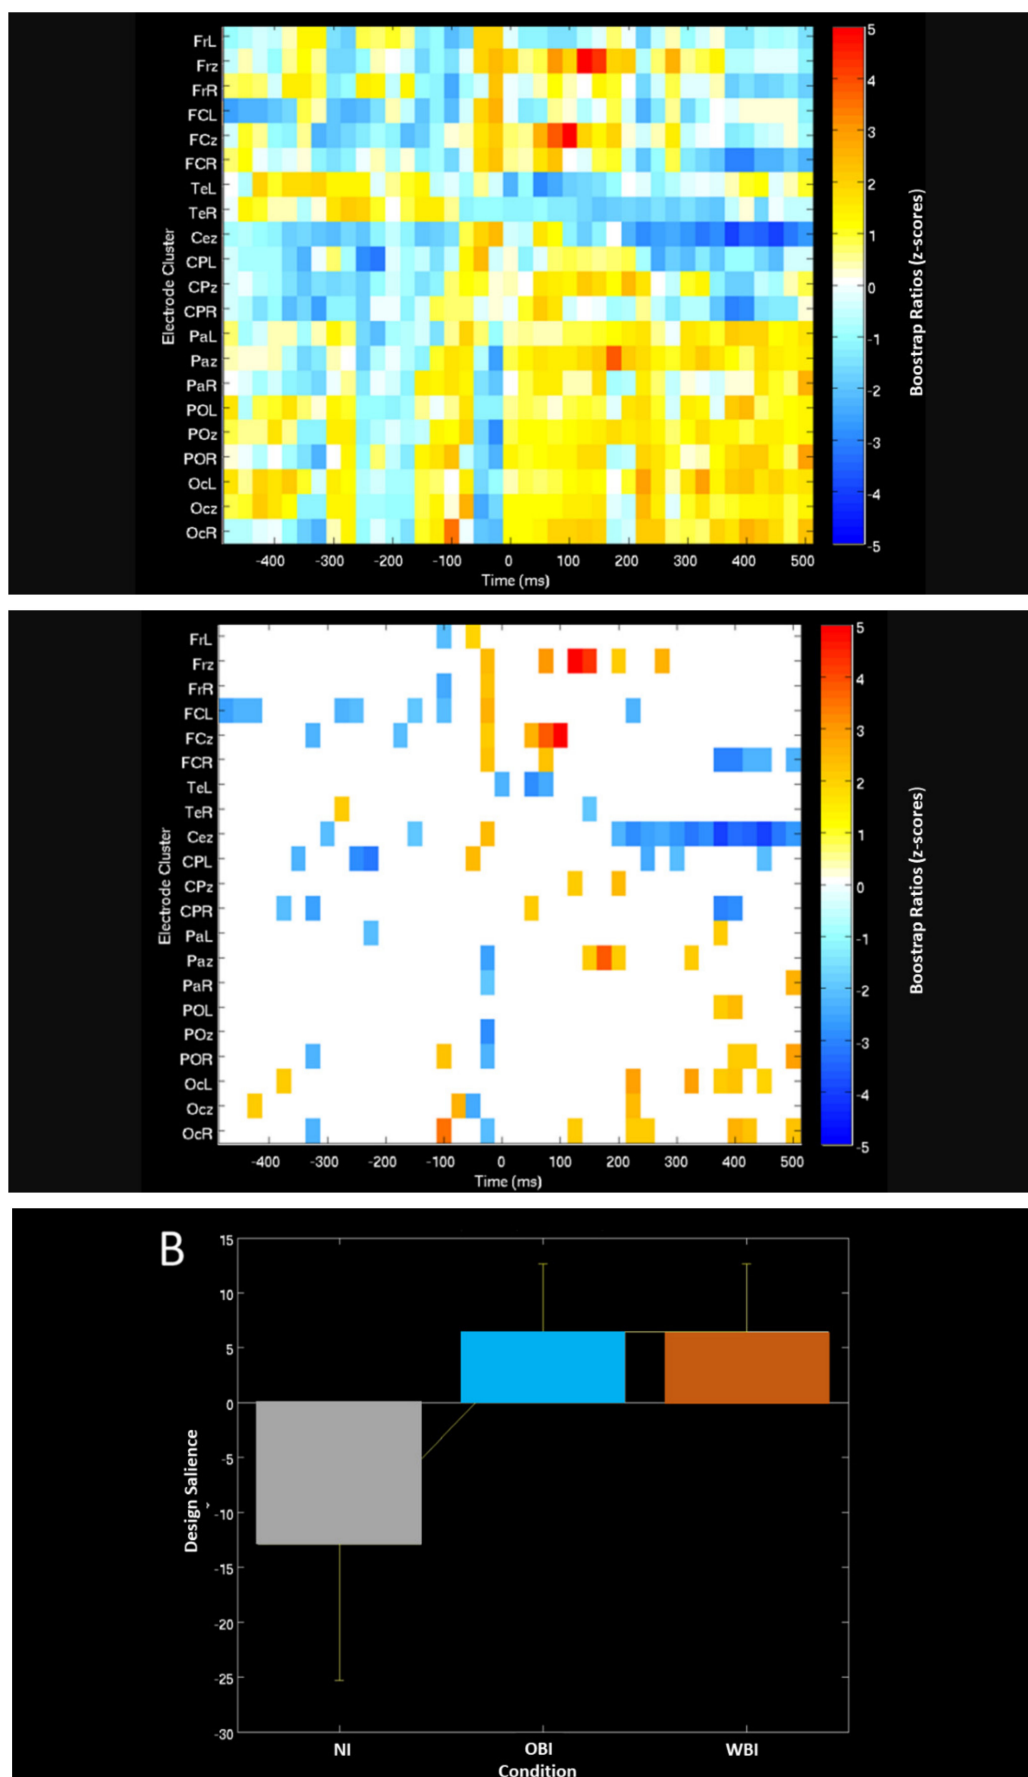 FrL
Frz
FrR
FCL
FCz
FCR
TeL
TeR
Cez
CPL
CPz
CPR
PaL
Paz
PaR
POL
POz
POR
OcL
Ocz
OcR
Electrode Cluster
-400 -300 -200 -100 0 100 200 300 400 500
Time (ms)
5
4
3
2
1
0
-1
-2
-3
-4
-5
Boostrap Ratios (z-scores)
FrL
Frz
FrR
FCL
FCz
FCR
TeL
TeR
Cez
CPL
CPz
CPR
PaL
Paz
PaR
POL
POz
POR
OcL
Ocz
OcR
Electrode Cluster
-400 -300 -200 -100 0 100 200 300 400 500
Time (ms)
5
4
3
2
1
0
-1
-2
-3
-4
-5
Boostrap Ratios (z-scores)
B
15
10
5
0
-5
-10
-15
-20
-25
-30
Design Salience
NI OBI WBI
Condition